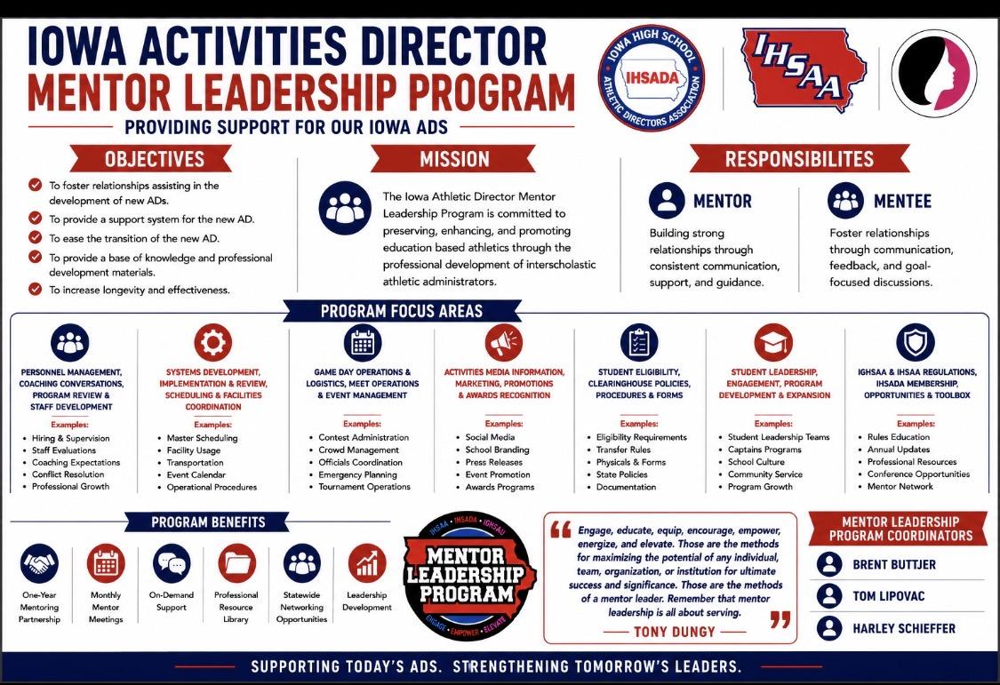 IOWA ACTIVITIES DIRECTOR
MENTOR LEADERSHIP PROGRAM
PROVIDING SUPPORT FOR OUR IOWA ADS
IOWA HIGH SCHOOL
IHSADA
ATHLETIC DIRECTORS ASSOCIATION
IHSAA
OBJECTIVES
To foster relationships assisting in the
development of new ADs.
To provide a support system for the new AD.
To ease the transition of the new AD.
To provide a base of knowledge and professional
development materials.
To increase longevity and effectiveness.
MISSION
The Iowa Athletic Director Mentor
Leadership Program is committed to
preserving, enhancing, and promoting
education based athletics through the
professional development of interscholastic
athletic administrators.
RESPONSIBILITES
MENTOR
Building strong
relationships through
consistent communication,
support, and guidance.
MENTEE
Foster relationships
through communication,
feedback, and goal-
focused discussions.
PROGRAM FOCUS AREAS
PERSONNEL MANAGEMENT,
COACHING CONVERSATIONS,
PROGRAM REVIEW &
STAFF DEVELOPMENT
Examples:
• Hiring & Supervision
• Staff Evaluations
• Coaching Expectations
• Conflict Resolution
• Professional Growth
SYSTEMS DEVELOPMENT,
IMPLEMENTATION & REVIEW,
SCHEDULING & FACILITIES
COORDINATION
Examples:
• Master Scheduling
• Facility Usage
• Transportation
• Event Calendar
• Operational Procedures
GAME DAY OPERATIONS &
LOGISTICS, MEET OPERATIONS
& EVENT MANAGEMENT
Examples:
• Contest Administration
• Crowd Management
• Officials Coordination
• Emergency Planning
• Tournament Operations
ACTIVITIES MEDIA INFORMATION,
MARKETING, PROMOTIONS
& AWARDS RECOGNITION
Examples:
• Social Media
• School Branding
• Press Releases
• Event Promotion
• Awards Programs
STUDENT ELIGIBILITY,
CLEARINGHOUSE POLICIES,
PROCEDURES & FORMS
Examples:
• Eligibility Requirements
• Transfer Rules
• Physicals & Forms
• State Policies
• Documentation
STUDENT LEADERSHIP,
ENGAGEMENT, PROGRAM
DEVELOPMENT & EXPANSION
Examples:
• Student Leadership Teams
• Captains Programs
• School Culture
• Community Service
• Program Growth
IGHSAA & IHSAA REGULATIONS,
IHSADA MEMBERSHIP,
OPPORTUNITIES & TOOLBOX
Examples:
• Rules Education
• Annual Updates
• Professional Resources
• Conference Opportunities
• Mentor Network
PROGRAM BENEFITS
One-Year
Mentoring
Partnership
Monthly
Mentor
Meetings
On-Demand
Support
Professional
Resource
Library
Statewide
Networking
Opportunities
Leadership
Development
IHSAA • IHSADA • IGHSAU
MENTOR
LEADERSHIP
PROGRAM
ENGAGE • EMPOWER • ELEVATE
“ Engage, educate, equip, encourage, empower,
energize, and elevate. Those are the methods
for maximizing the potential of any individual,
team, organization, or institution for ultimate
success and significance. Those are the methods
of a mentor leader. Remember that mentor
leadership is all about serving. ”
TONY DUNGY
MENTOR LEADERSHIP
PROGRAM COORDINATORS
BRENT BUTTJER
TOM LIPOVAC
HARLEY SCHIEFFER
SUPPORTING TODAY'S ADS. STRENGTHENING TOMORROW'S LEADERS.